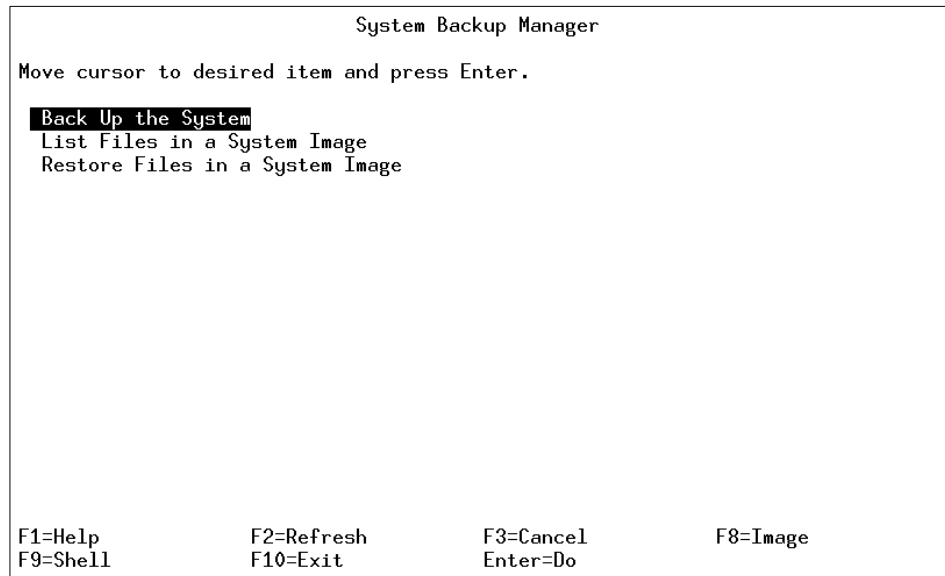 System Backup Manager
Move cursor to desired item and press Enter.
Back Up the System
List Files in a System Image
Restore Files in a System Image
F1=Help F2=Refresh F3=Cancel F8=Image
F9=Shell F10=Exit Enter=Do